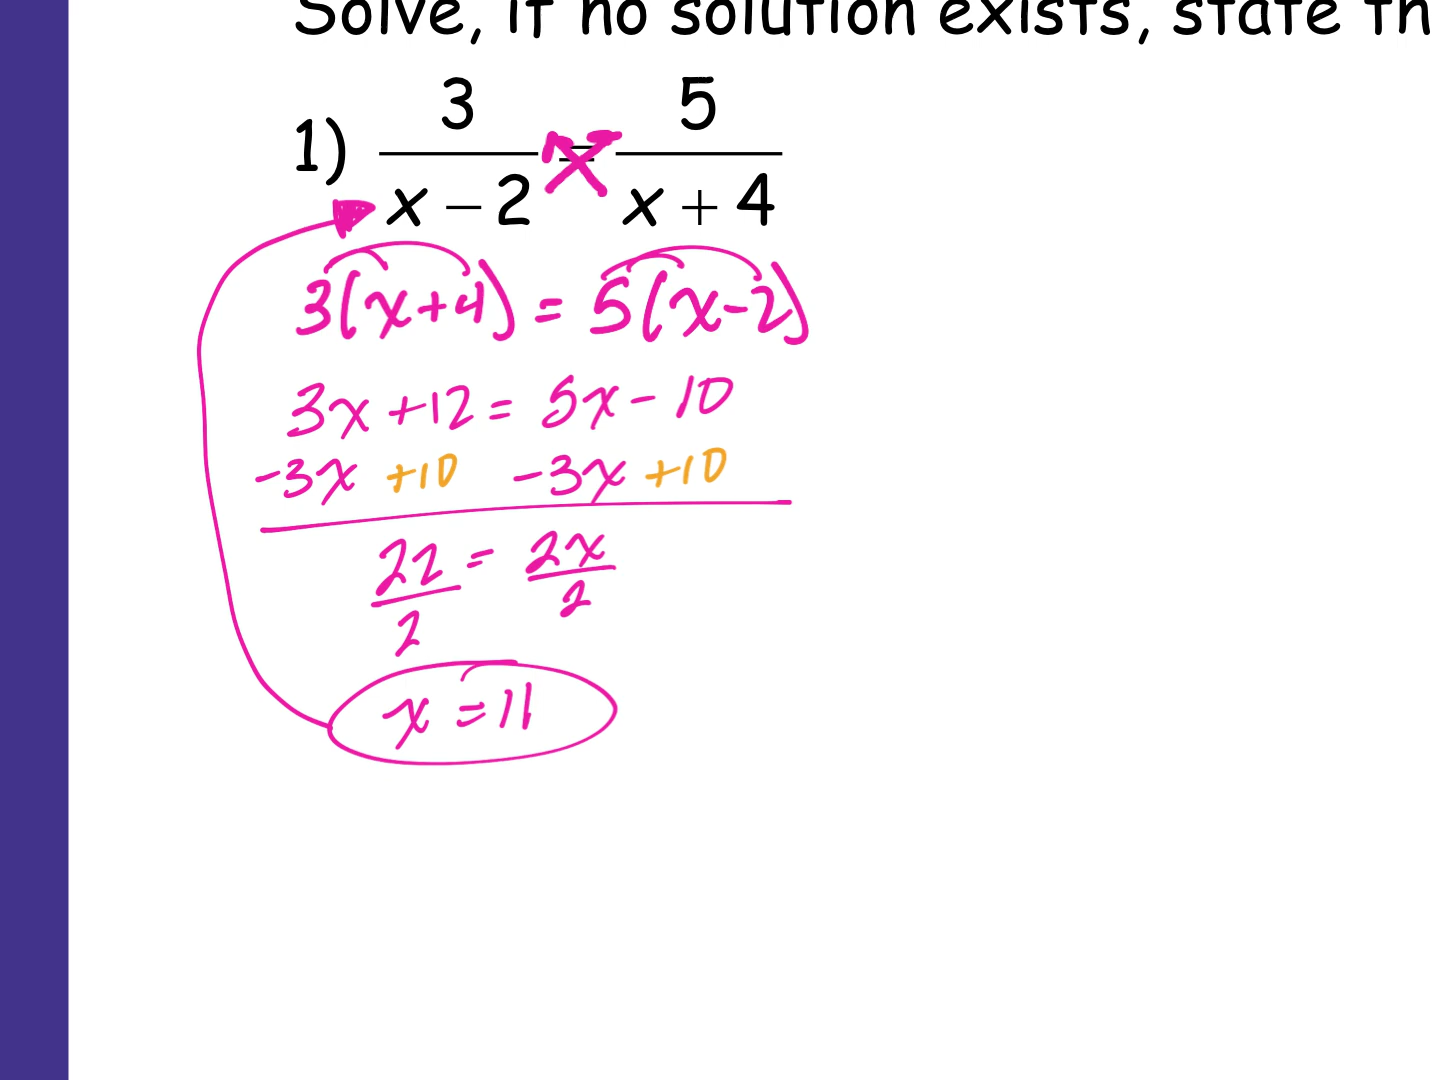 Solve, if no solution exists, state th
1) 3/(x − 2) = 5/(x + 4)
3(x+4) = 5(x-2)
3x +12 = 5x - 10
-3x +10 -3x +10
22/2 = 2x/2
x = 11